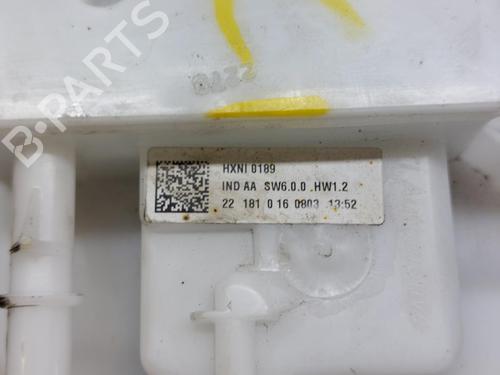 B-PARTS
HXNI 0189
IND AA SW6.0.0 .HW1.2
22 181 0 16 0803 13:52